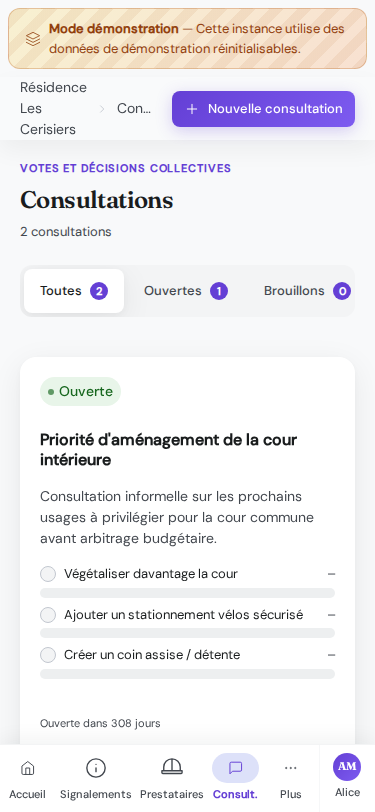 Mode démonstration — Cette instance utilise des
données de démonstration réinitialisables.
Résidence
Les
Cerisiers
Con...
Nouvelle consultation
VOTES ET DÉCISIONS COLLECTIVES
Consultations
2 consultations
Toutes 2
Ouvertes 1
Brouillons 0
Ouverte
Priorité d'aménagement de la cour
intérieure
Consultation informelle sur les prochains
usages à privilégier pour la cour commune
avant arbitrage budgétaire.
Végétaliser davantage la cour –
Ajouter un stationnement vélos sécurisé –
Créer un coin assise / détente –
Ouverte dans 308 jours
Accueil
Signalements
Prestataires
Consult.
Plus
AM
Alice